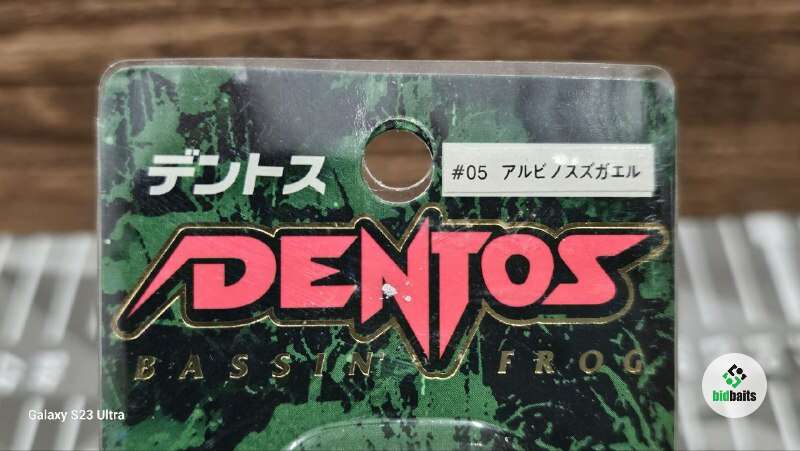 デントス
#05 アルビノスズガエル
DENTOS
BASSIN' FROG
Galaxy S23 Ultra
bidbaits